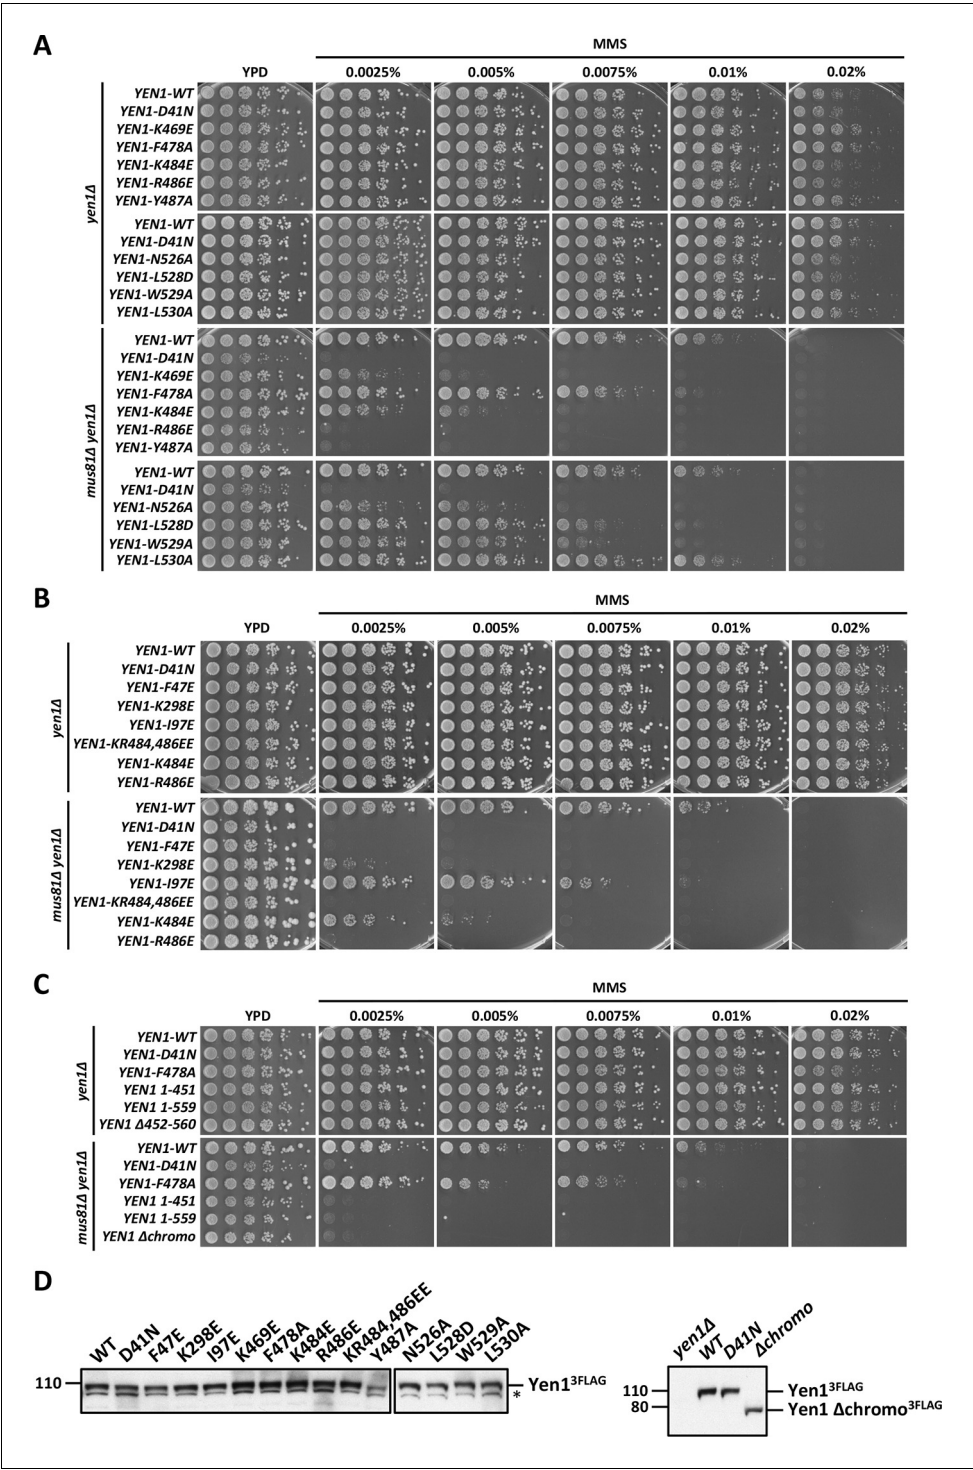 A
MMS
YPD 0.0025% 0.005% 0.0075% 0.01% 0.02%
yen1Δ
YEN1-WT
YEN1-D41N
YEN1-K469E
YEN1-F478A
YEN1-K484E
YEN1-R486E
YEN1-Y487A
YEN1-WT
YEN1-D41N
YEN1-N526A
YEN1-L528D
YEN1-W529A
YEN1-L530A
mus81Δ yen1Δ
YEN1-WT
YEN1-D41N
YEN1-K469E
YEN1-F478A
YEN1-K484E
YEN1-R486E
YEN1-Y487A
YEN1-WT
YEN1-D41N
YEN1-N526A
YEN1-L528D
YEN1-W529A
YEN1-L530A
B
MMS
YPD 0.0025% 0.005% 0.0075% 0.01% 0.02%
yen1Δ
YEN1-WT
YEN1-D41N
YEN1-F47E
YEN1-K298E
YEN1-I97E
YEN1-KR484,486EE
YEN1-K484E
YEN1-R486E
mus81Δ yen1Δ
YEN1-WT
YEN1-D41N
YEN1-F47E
YEN1-K298E
YEN1-I97E
YEN1-KR484,486EE
YEN1-K484E
YEN1-R486E
C
MMS
YPD 0.0025% 0.005% 0.0075% 0.01% 0.02%
yen1Δ
YEN1-WT
YEN1-D41N
YEN1-F478A
YEN1 1-451
YEN1 1-559
YEN1 Δ452-560
mus81Δ yen1Δ
YEN1-WT
YEN1-D41N
YEN1-F478A
YEN1 1-451
YEN1 1-559
YEN1 Δchromo
D
WT D41N F47E K298E I97E K469E F478A K484E R486E KR484,486EE Y487A N526A L528D W529A L530A
110
Yen1 3FLAG
*
yen1Δ WT D41N Δchromo
110
80
Yen1 3FLAG
Yen1 Δchromo 3FLAG